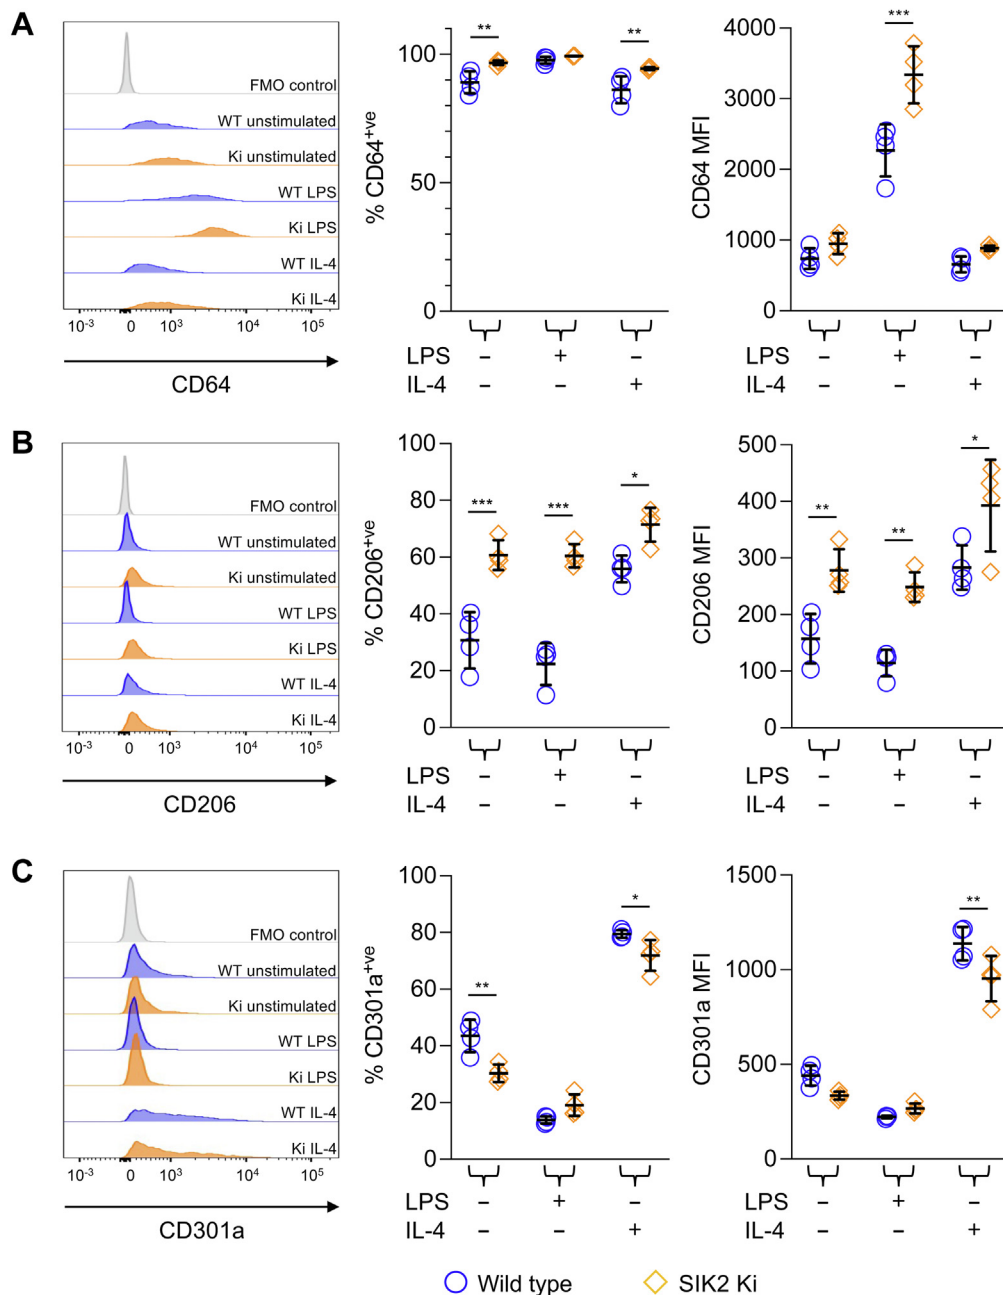 A
FMO control
WT unstimulated
Ki unstimulated
WT LPS
Ki LPS
WT IL-4
Ki IL-4
10-3 0 103 104 105
CD64
% CD64+ve
100
50
0
** **
LPS − + −
IL-4 − − +
CD64 MFI
4000
3000
2000
1000
0
***
LPS − + −
IL-4 − − +
B
FMO control
WT unstimulated
Ki unstimulated
WT LPS
Ki LPS
WT IL-4
Ki IL-4
10-3 0 103 104 105
CD206
% CD206+ve
100
80
60
40
20
0
*** *** *
LPS − + −
IL-4 − − +
CD206 MFI
500
400
300
200
100
0
** ** *
LPS − + −
IL-4 − − +
C
FMO control
WT unstimulated
Ki unstimulated
WT LPS
Ki LPS
WT IL-4
Ki IL-4
10-3 0 103 104 105
CD301a
% CD301a+ve
100
80
60
40
20
0
** *
LPS − + −
IL-4 − − +
CD301a MFI
1500
1000
500
0
**
LPS − + −
IL-4 − − +
Wild type SIK2 Ki